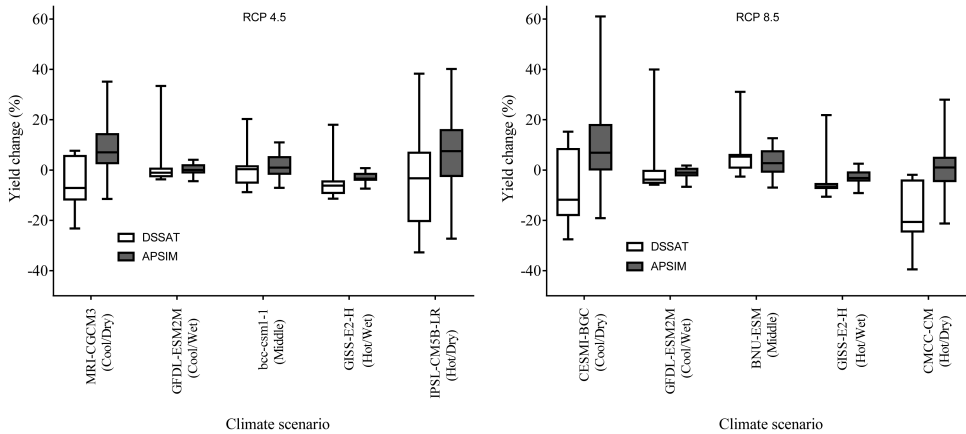 RCP 4.5
Yield change (%)
60
40
20
0
-20
-40
DSSAT
APSIM
MRI-CGCM3
(Cool/Dry)
GFDL-ESM2M
(Cool/Wet)
bcc-csm1-1
(Middle)
GISS-E2-H
(Hot/Wet)
IPSL-CM5B-LR
(Hot/Dry)
Climate scenario
RCP 8.5
Yield change (%)
60
40
20
0
-20
-40
DSSAT
APSIM
CESMI-BGC
(Cool/Dry)
GFDL-ESM2M
(Cool/Wet)
BNU-ESM
(Middle)
GISS-E2-H
(Hot/Wet)
CMCC-CM
(Hot/Dry)
Climate scenario